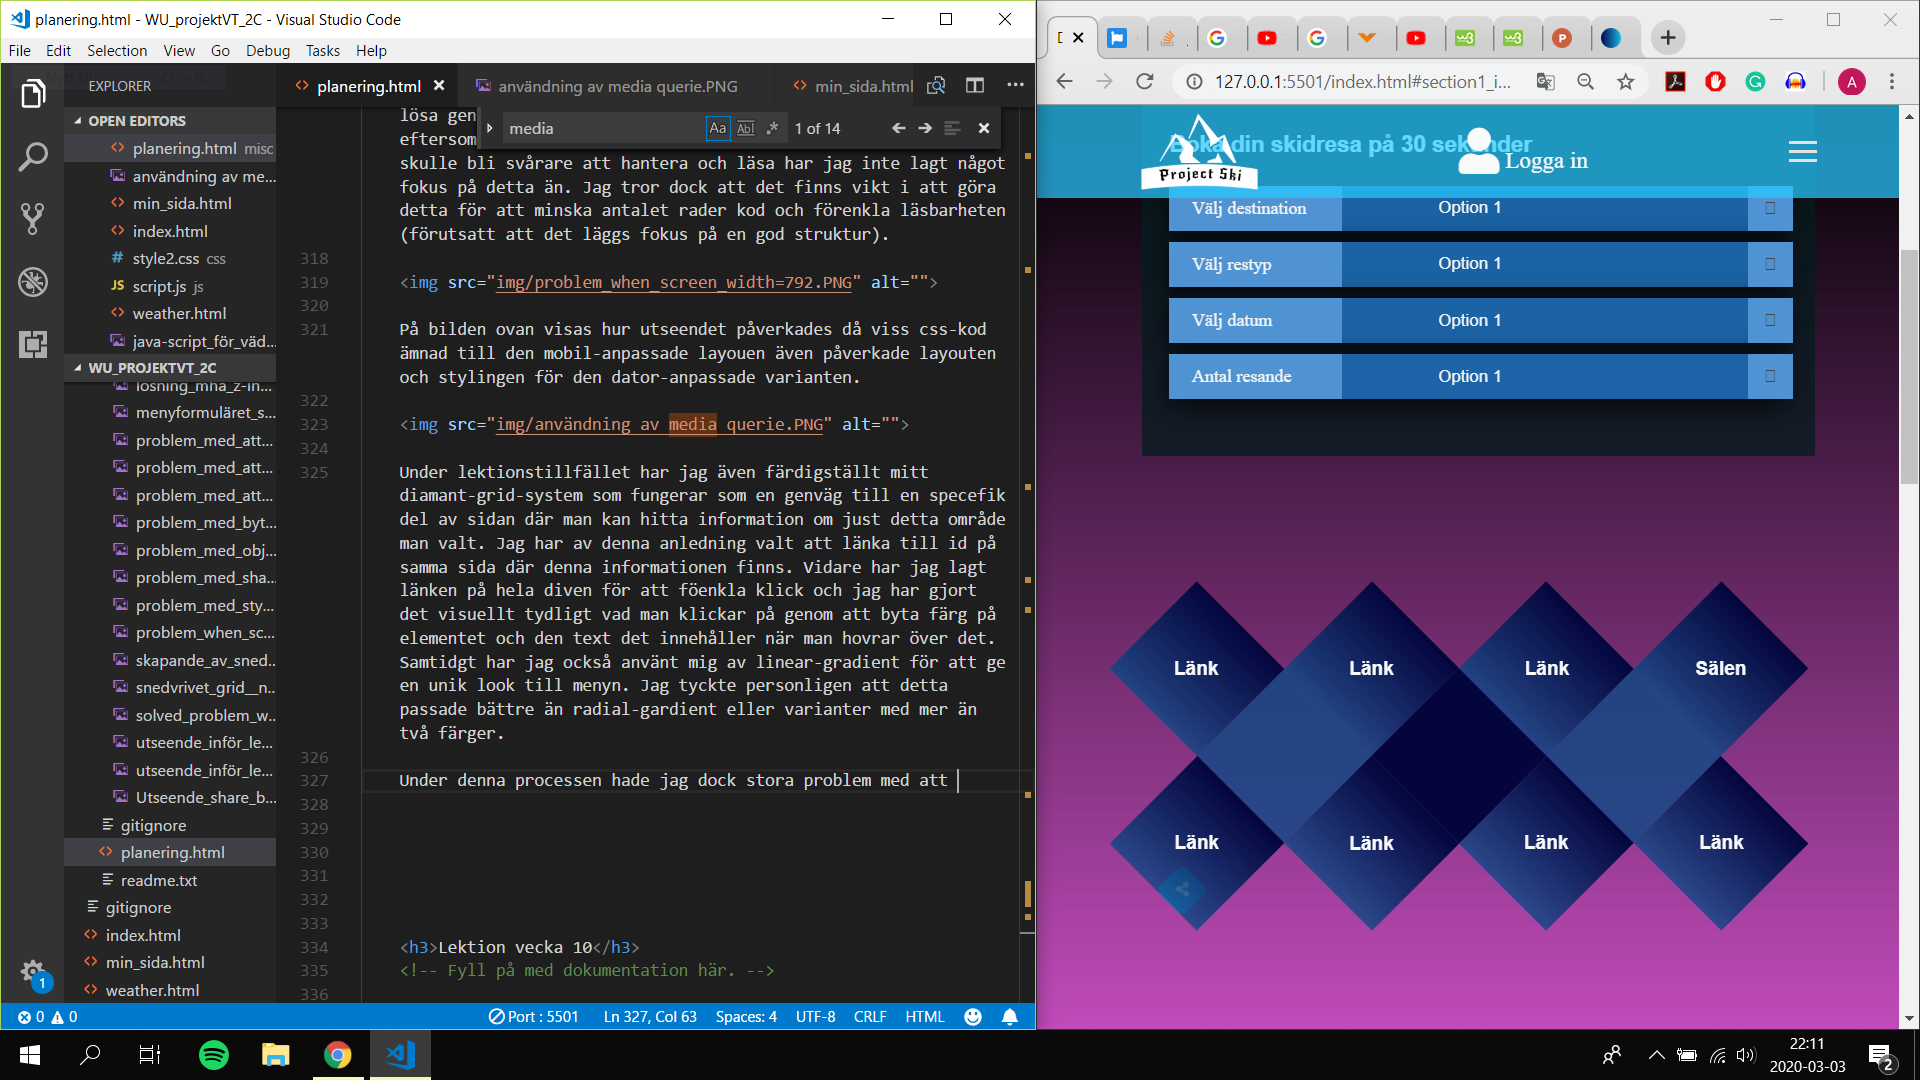 planering.html - WU_projektVT_2C - Visual Studio Code
File Edit Selection View Go Debug Tasks Help
EXPLORER
OPEN EDITORS
planering.html misc
användning av me...
min_sida.html
index.html
style2.css css
script.js js
weather.html
java-script_för_väd...
WU_PROJEKTVT_2C
losning_mha_z-in...
menyformuläret_s...
problem_med_att...
problem_med_att...
problem_med_att...
problem_med_byt...
problem_med_obj...
problem_med_sha...
problem_med_sty...
problem_when_sc...
skapande_av_sned...
snedvrivet_grid__n...
solved_problem_w...
utseende_inför_le...
utseende_inför_le...
Utseende_share_b...
gitignore
planering.html
readme.txt
gitignore
index.html
min_sida.html
weather.html
1
planering.html
användning av media querie.PNG
min_sida.html
media
Aa Abl .*
1 of 14
lösa gen
eftersom
skulle bli svårare att hantera och läsa har jag inte lagt något
fokus på detta än. Jag tror dock att det finns vikt i att göra
detta för att minska antalet rader kod och förenkla läsbarheten
(förutsatt att det läggs fokus på en god struktur).
318
319 <img src="img/problem_when_screen_width=792.PNG" alt="">
320
321 På bilden ovan visas hur utseendet påverkades då viss css-kod
ämnad till den mobil-anpassade layouen även påverkade layouten
och stylingen för den dator-anpassade varianten.
322
323 <img src="img/användning av media querie.PNG" alt="">
324
325 Under lektionstillfället har jag även färdigställt mitt
diamant-grid-system som fungerar som en genväg till en specefik
del av sidan där man kan hitta information om just detta område
man valt. Jag har av denna anledning valt att länka till id på
samma sida där denna informationen finns. Vidare har jag lagt
länken på hela diven för att föenkla klick och jag har gjort
det visuellt tydligt vad man klickar på genom att byta färg på
elementet och den text det innehåller när man hovrar över det.
Samtidgt har jag också använt mig av linear-gradient för att ge
en unik look till menyn. Jag tyckte personligen att detta
passade bättre än radial-gardient eller varianter med mer än
två färger.
326
327 Under denna processen hade jag dock stora problem med att
328
329
330
331
332
333
334 <h3>Lektion vecka 10</h3>
335 <!-- Fyll på med dokumentation här. -->
336
0 0
Port : 5501 Ln 327, Col 63 Spaces: 4 UTF-8 CRLF HTML
127.0.0.1:5501/index.html#section1_i...
A
Boka din skidresa på 30 sekunder
Project Ski
Logga in
Välj destination Option 1
Välj restyp Option 1
Välj datum Option 1
Antal resande Option 1
Länk Länk Länk Sälen
Länk Länk Länk Länk
22:11
2020-03-03
2